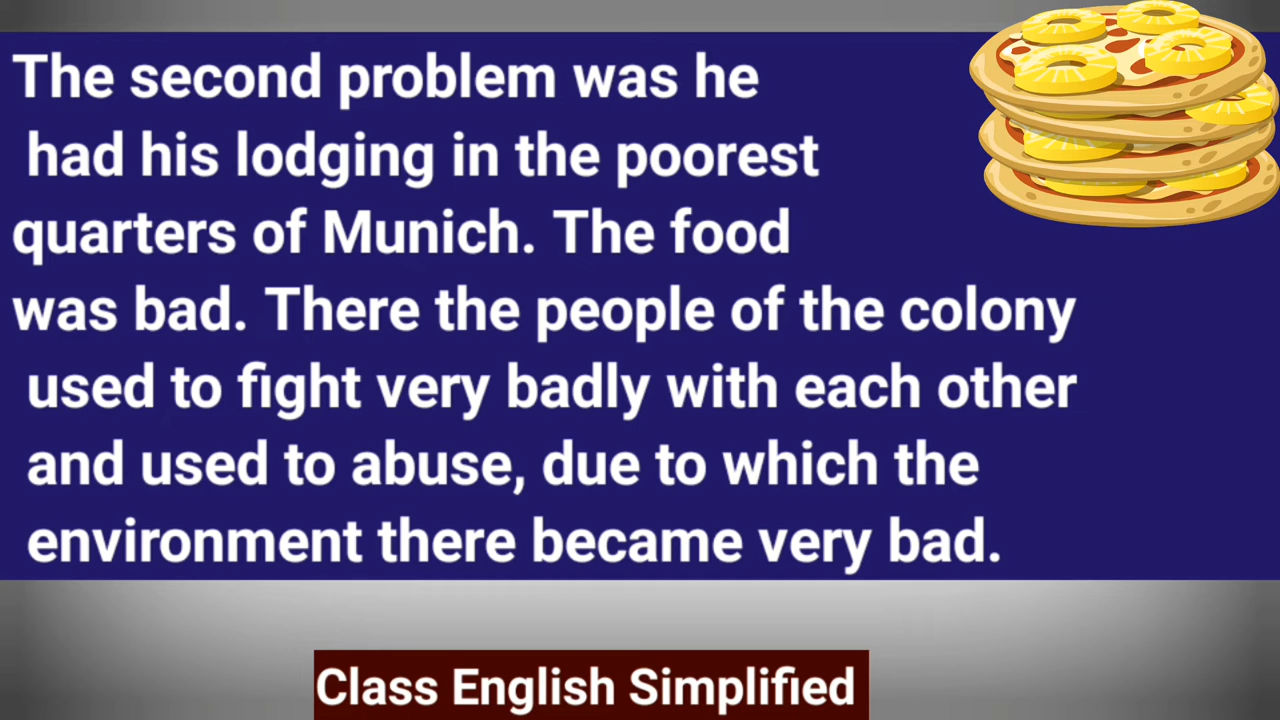 The second problem was he
had his lodging in the poorest
quarters of Munich. The food
was bad. There the people of the colony
used to fight very badly with each other
and used to abuse, due to which the
environment there became very bad.
Class English Simplified